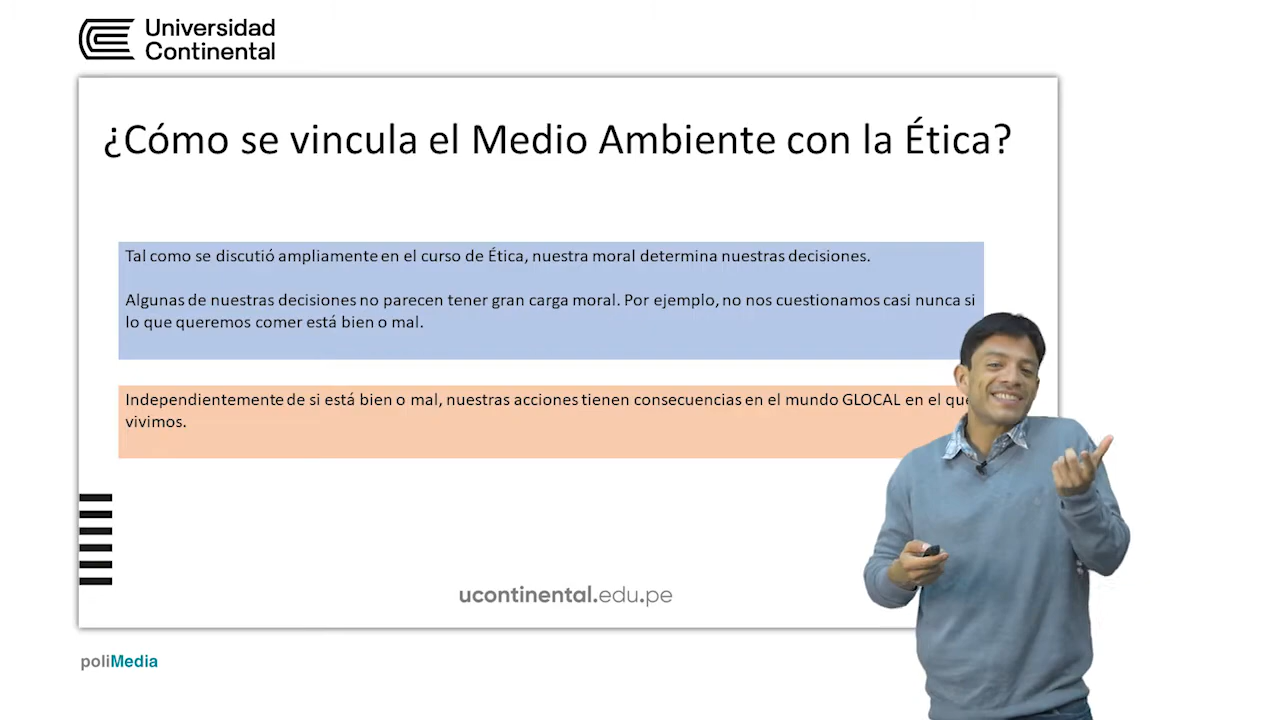 Universidad
Continental
¿Cómo se vincula el Medio Ambiente con la Ética?
Tal como se discutió ampliamente en el curso de Ética, nuestra moral determina nuestras decisiones.
Algunas de nuestras decisiones no parecen tener gran carga moral. Por ejemplo, no nos cuestionamos casi nunca si
lo que queremos comer está bien o mal.
Independientemente de si está bien o mal, nuestras acciones tienen consecuencias en el mundo GLOCAL en el que
vivimos.
ucontinental.edu.pe
poliMedia